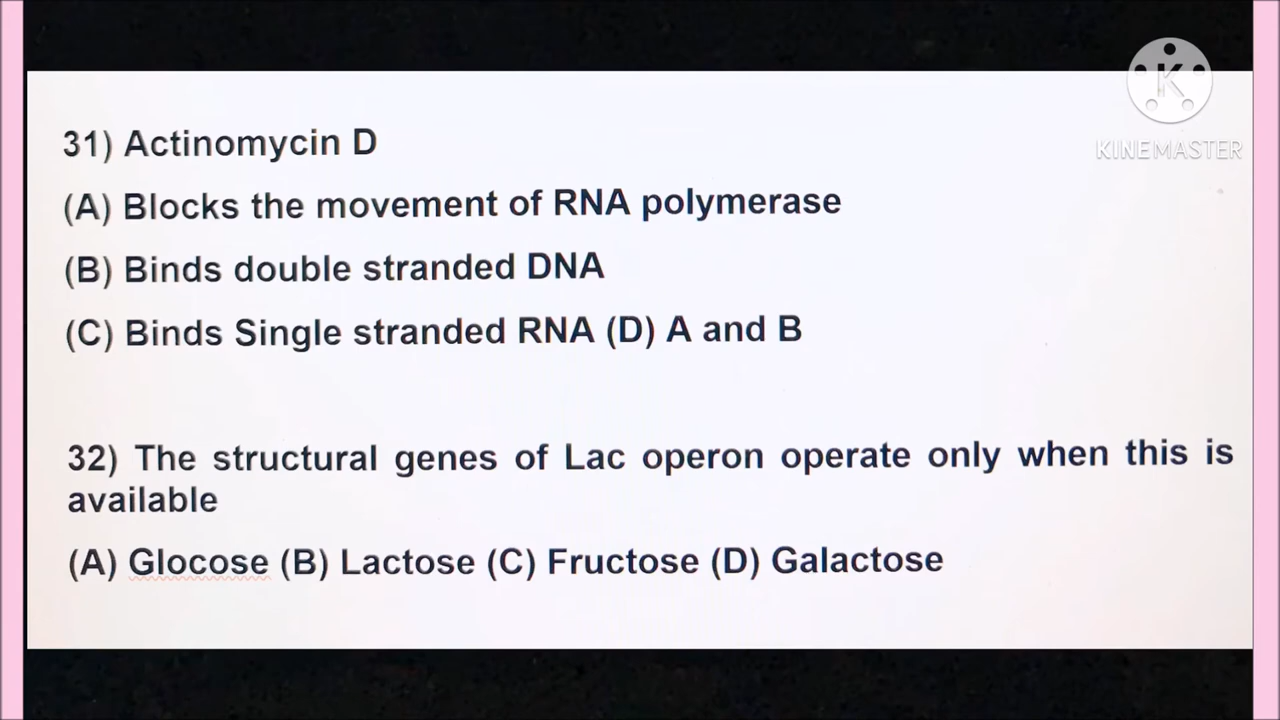 KINEMASTER
31) Actinomycin D
(A) Blocks the movement of RNA polymerase
(B) Binds double stranded DNA
(C) Binds Single stranded RNA (D) A and B
32) The structural genes of Lac operon operate only when this is
available
(A) Glocose (B) Lactose (C) Fructose (D) Galactose